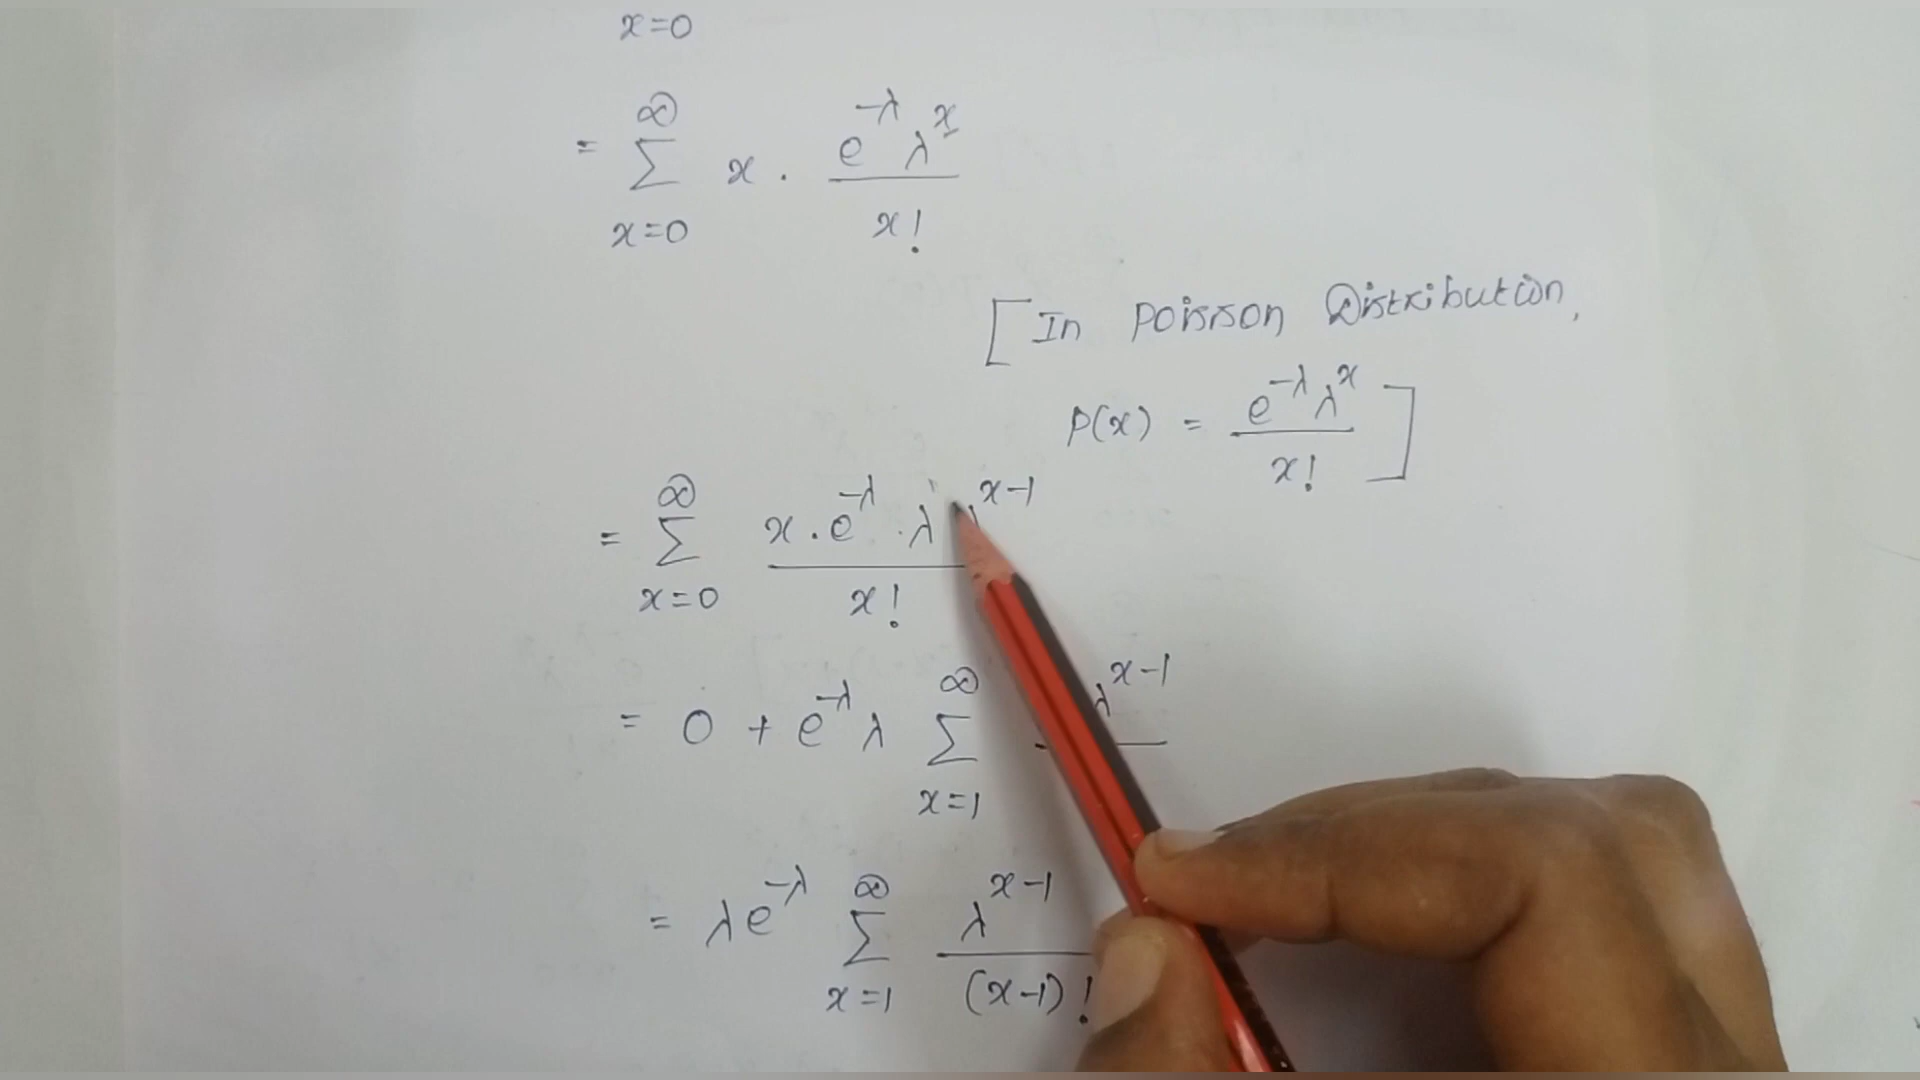 x=0
= ∞ Σ x=0 x . e^-λ λ^x / x!
[In Poisson Distribution,
P(x) = e^-λ λ^x / x! ]
= ∞ Σ x=0 x . e^-λ . λ λ^x-1 / x!
= 0 + e^-λ λ ∞ Σ x=1 λ^x-1
= λ e^-λ ∞ Σ x=1 λ^x-1 / (x-1)!